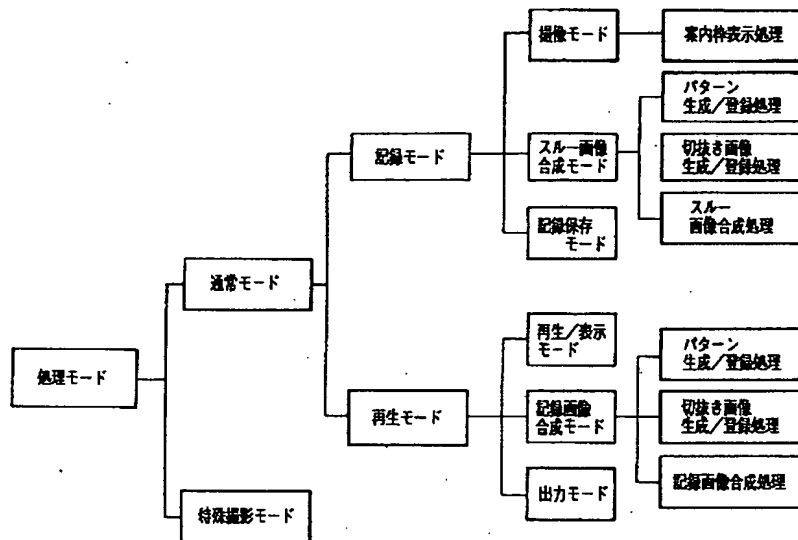 撮像モード
案内枠表示処理
パターン
生成／登録処理
記録モード
スルー画像
合成モード
切抜き画像
生成／登録処理
スルー
画像合成処理
記録保存
モード
通常モード
再生／表示
モード
パターン
生成／登録処理
処理モード
再生モード
記録画像
合成モード
切抜き画像
生成／登録処理
記録画像合成処理
出力モード
特殊撮影モード